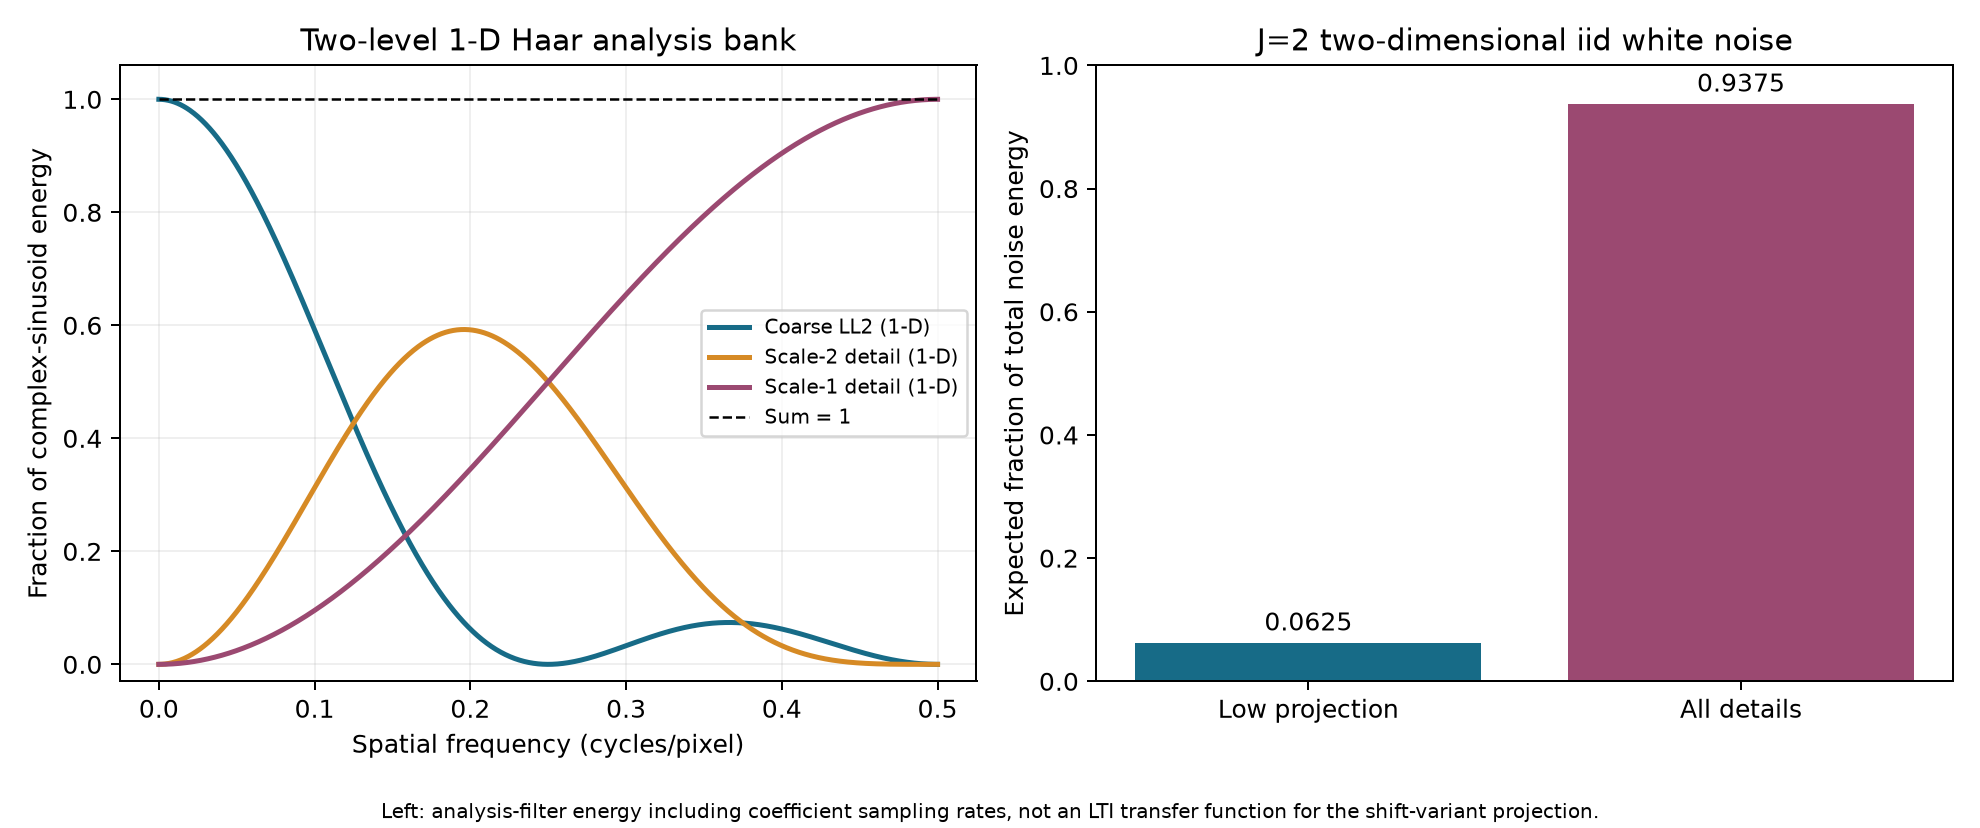 Two-level 1-D Haar analysis bank
Fraction of complex-sinusoid energy
1.0
0.8
0.6
0.4
0.2
0.0
Coarse LL2 (1-D)
Scale-2 detail (1-D)
Scale-1 detail (1-D)
Sum = 1
0.0 0.1 0.2 0.3 0.4 0.5
Spatial frequency (cycles/pixel)
J=2 two-dimensional iid white noise
Expected fraction of total noise energy
1.0
0.8
0.6
0.4
0.2
0.0
0.0625
0.9375
Low projection All details
Left: analysis-filter energy including coefficient sampling rates, not an LTI transfer function for the shift-variant projection.